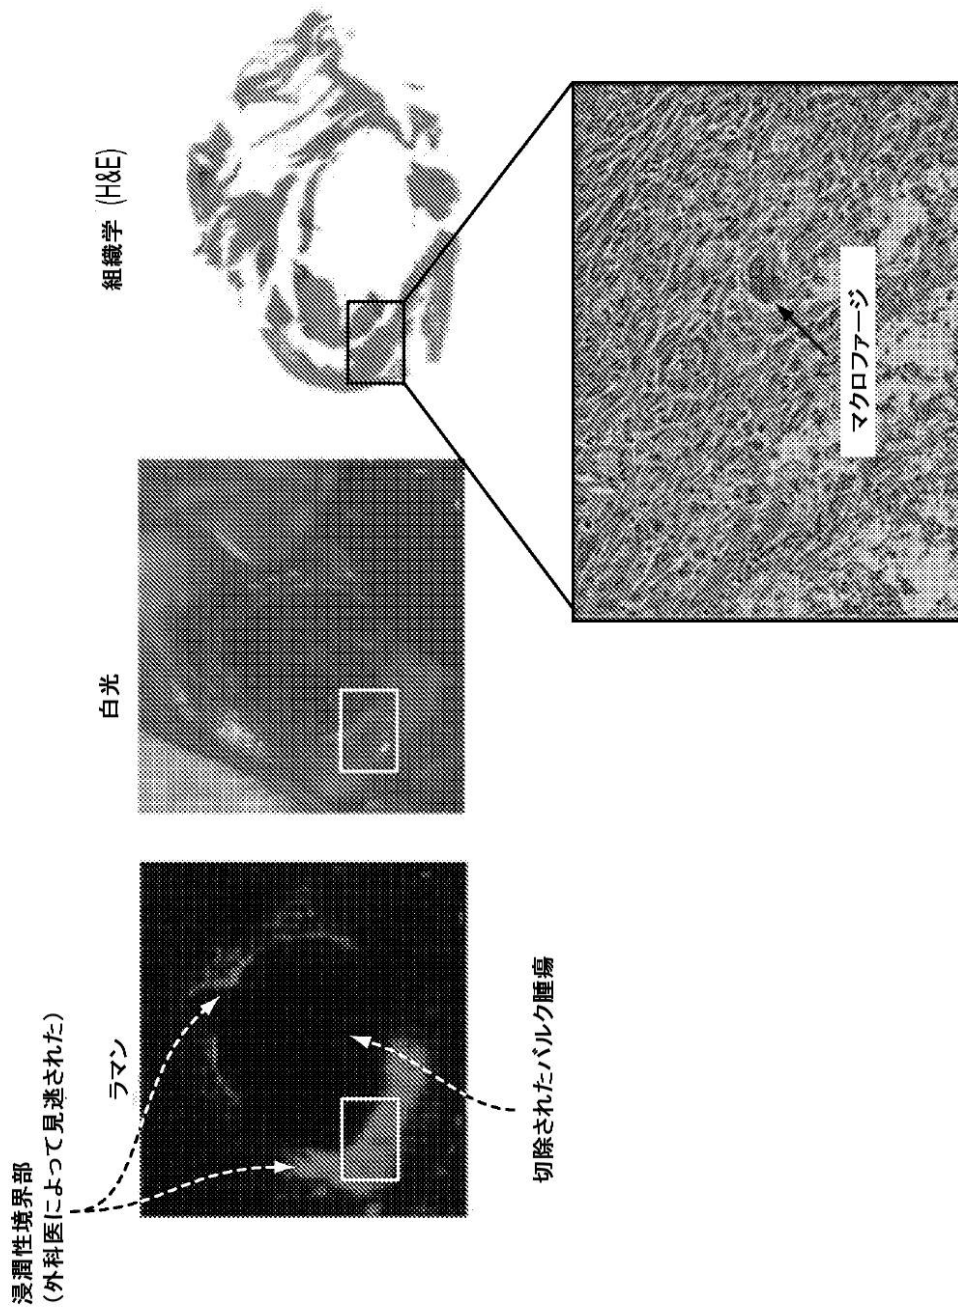 浸潤性境界部
(外科医によって見逃された)
ラマン
白光
組織学 (H&E)
切除されたバルク腫瘍
マクロファージ